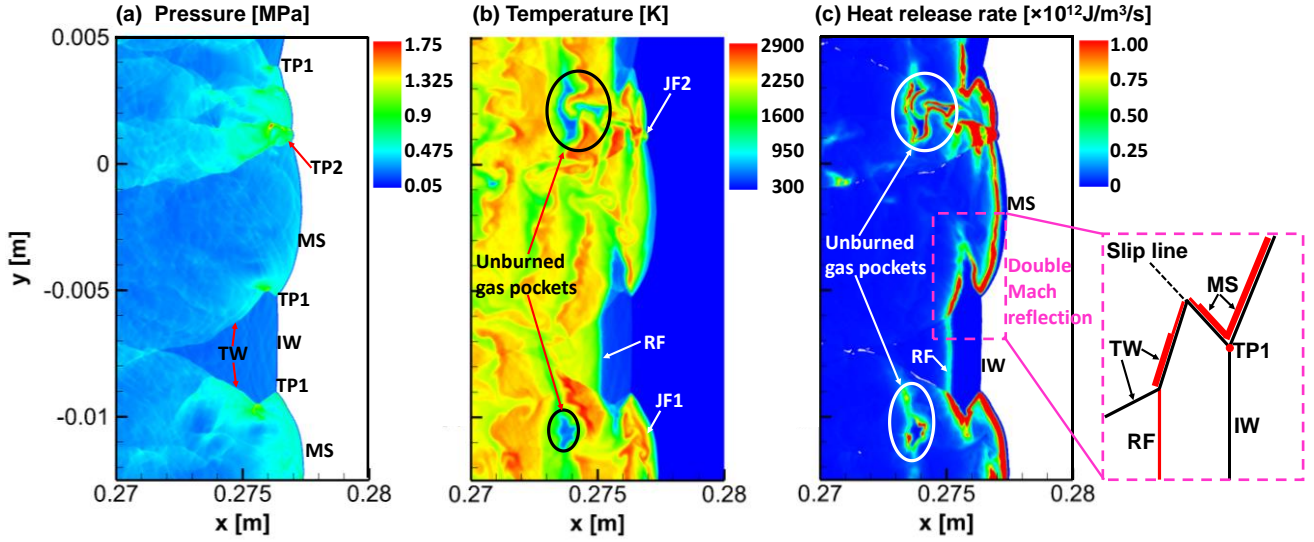 (a) Pressure [MPa]
(b) Temperature [K]
(c) Heat release rate [×10¹²J/m³/s]
0.005
0
-0.005
-0.01
y [m]
1.75
1.325
0.9
0.475
0.05
TP1
TP2
MS
TP1
TW
IW
TP1
MS
0.27
0.275
0.28
x [m]
2900
2250
1600
950
300
JF2
Unburned
gas pockets
RF
JF1
0.27
0.275
0.28
x [m]
1.00
0.75
0.50
0.25
0
MS
Unburned
gas pockets
Double
Mach
reflection
RF
IW
0.27
0.275
0.28
x [m]
Slip line
MS
TW
TP1
RF
IW